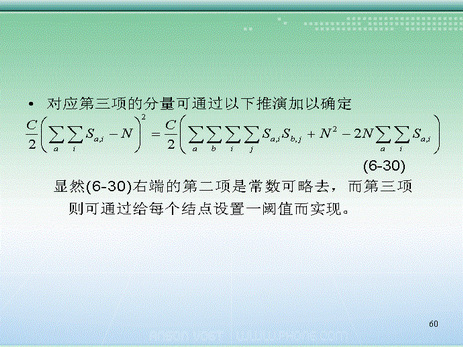 • 对应第三项的分量可通过以下推演加以确定
$\frac{C}{2}\left(\sum_{a}\sum_{i}S_{a,i}-N\right)^{2}=\frac{C}{2}\left(\sum_{a}\sum_{b}\sum_{i}\sum_{j}S_{a,i}S_{b,j}+N^{2}-2N\sum_{a}\sum_{i}S_{a,i}\right)$
(6-30)
显然(6-30)右端的第二项是常数可略去，而第三项
则可通过给每个结点设置一阈值而实现。
60